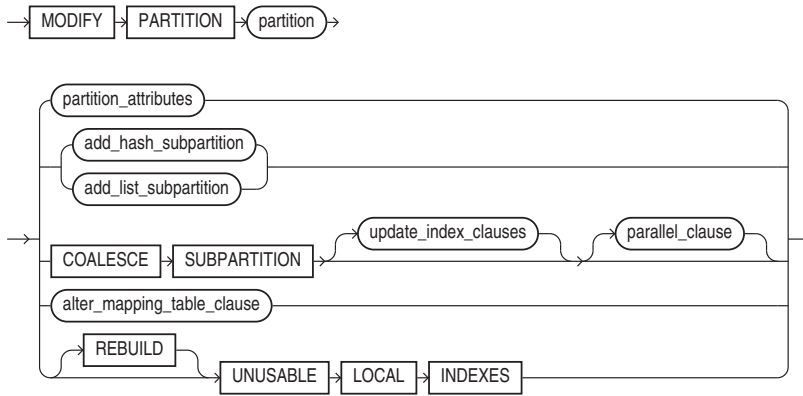 MODIFY PARTITION partition
partition_attributes
add_hash_subpartition
add_list_subpartition
update_index_clauses parallel_clause
COALESCE SUBPARTITION
alter_mapping_table_clause
REBUILD
UNUSABLE LOCAL INDEXES